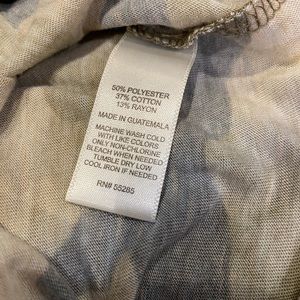 50% POLYESTER
37% COTTON
13% RAYON
MADE IN GUATEMALA
MACHINE WASH COLD
WITH LIKE COLORS
ONLY NON-CHLORINE
BLEACH WHEN NEEDED
TUMBLE DRY LOW
COOL IRON IF NEEDED
RN# 55285